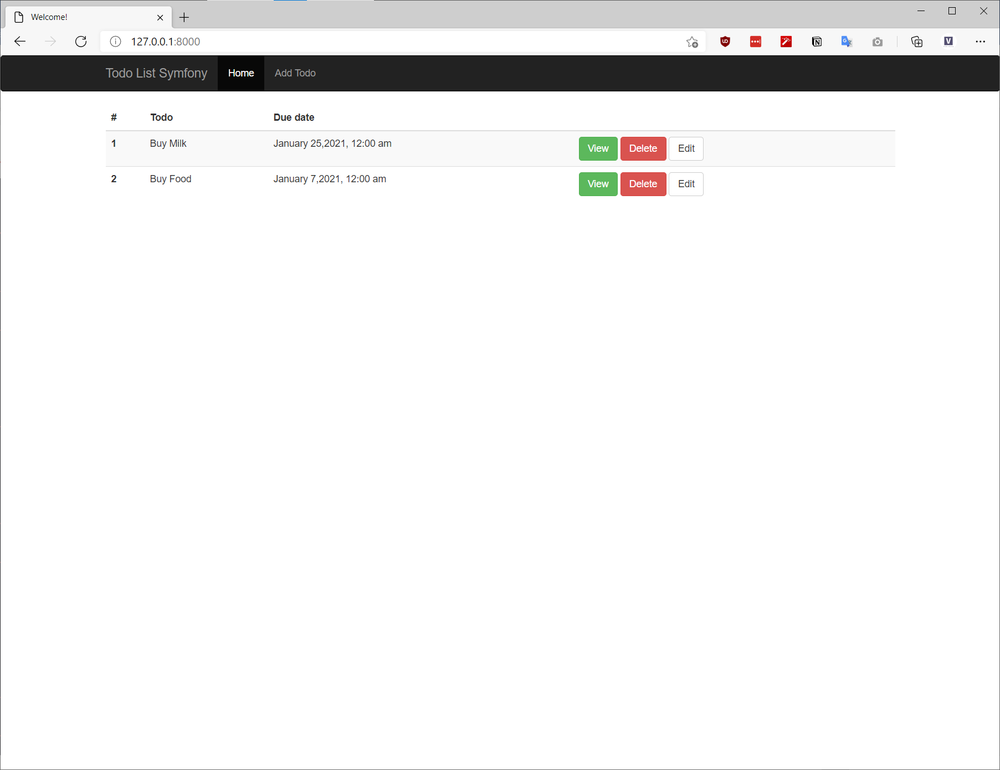 Welcome!
127.0.0.1:8000
Todo List Symfony Home Add Todo
# Todo Due date
1 Buy Milk January 25,2021, 12:00 am View Delete Edit
2 Buy Food January 7,2021, 12:00 am View Delete Edit